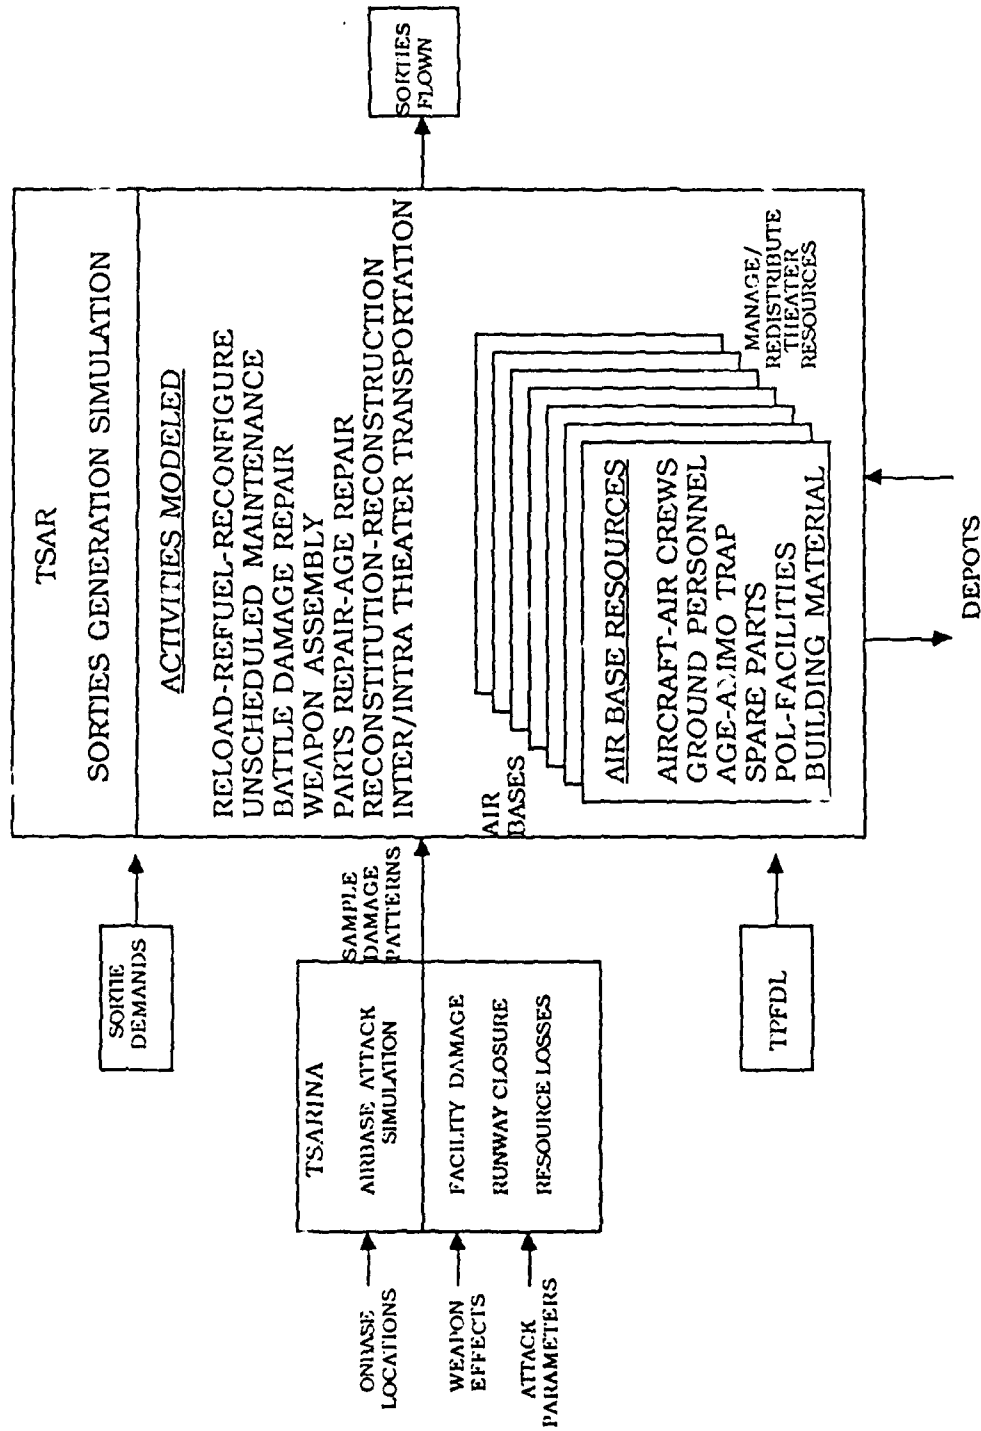 TSAR
SORTIES GENERATION SIMULATION
ACTIVITIES MODELED
RELOAD-REFUEL-RECONFIGURE
UNSCHEDULED MAINTENANCE
BATTLE DAMAGE REPAIR
WEAPON ASSEMBLY
PARTS REPAIR-AGE REPAIR
RECONSTITUTION-RECONSTRUCTION
INTER/INTRA THEATER TRANSPORTATION
AIR
BASES
AIR BASE RESOURCES
AIRCRAFT-AIR CREWS
GROUND PERSONNEL
AGE-AMMO TRAP
SPARE PARTS
POL-FACILITIES
BUILDING MATERIAL
MANAGE/
REDISTRIBUTE
THEATER
RESOURCES
SORTIES
FLOWN
SORTIE
DEMANDS
SAMPLE
DAMAGE
PATTERNS
TSARINA
AIRBASE ATTACK
SIMULATION
FACILITY DAMAGE
RUNWAY CLOSURE
RESOURCE LOSSES
ONBASE
LOCATIONS
WEAPON
EFFECTS
ATTACK
PARAMETERS
TPFDL
DEPOTS